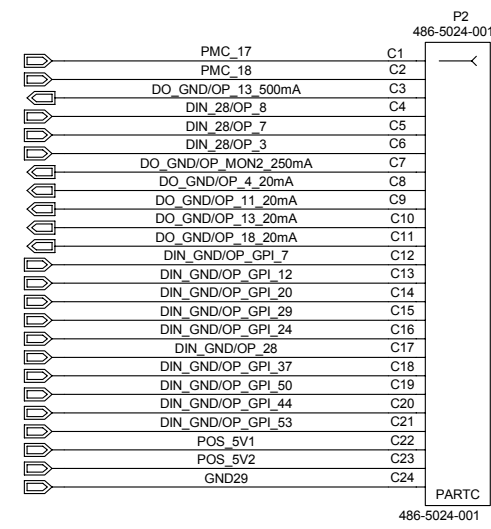 P2
486-5024-001
PMC_17 C1
PMC_18 C2
DO_GND/OP_13_500mA C3
DIN_28/OP_8 C4
DIN_28/OP_7 C5
DIN_28/OP_3 C6
DO_GND/OP_MON2_250mA C7
DO_GND/OP_4_20mA C8
DO_GND/OP_11_20mA C9
DO_GND/OP_13_20mA C10
DO_GND/OP_18_20mA C11
DIN_GND/OP_GPI_7 C12
DIN_GND/OP_GPI_12 C13
DIN_GND/OP_GPI_20 C14
DIN_GND/OP_GPI_29 C15
DIN_GND/OP_GPI_24 C16
DIN_GND/OP_28 C17
DIN_GND/OP_GPI_37 C18
DIN_GND/OP_GPI_50 C19
DIN_GND/OP_GPI_44 C20
DIN_GND/OP_GPI_53 C21
POS_5V1 C22
POS_5V2 C23
GND29 C24
PARTC
486-5024-001